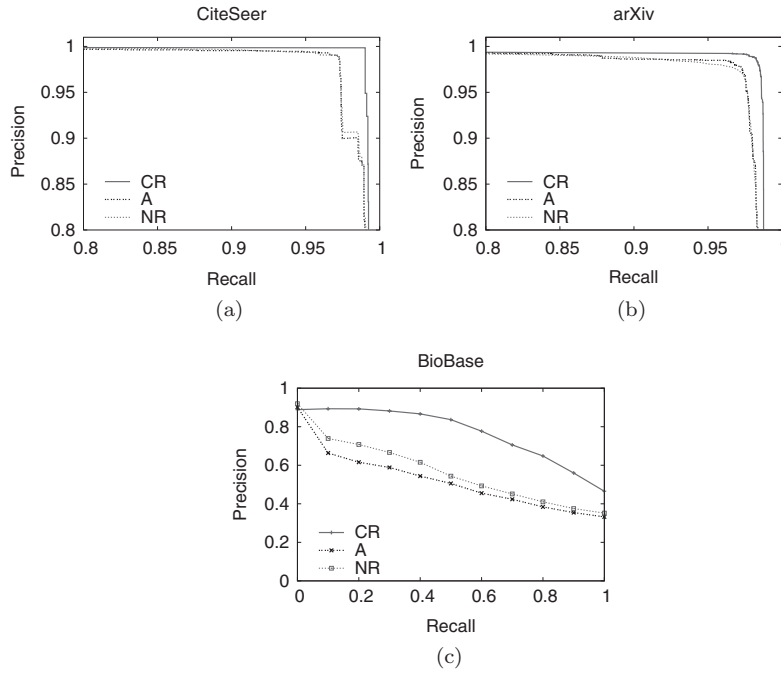 CiteSeer
1
0.95
0.9
0.85
0.8
Precision
CR
A
NR
0.8 0.85 0.9 0.95 1
Recall
(a)
arXiv
1
0.95
0.9
0.85
0.8
Precision
CR
A
NR
0.8 0.85 0.9 0.95 1
Recall
(b)
BioBase
1
0.8
0.6
0.4
0.2
0
Precision
CR
A
NR
0 0.2 0.4 0.6 0.8 1
Recall
(c)